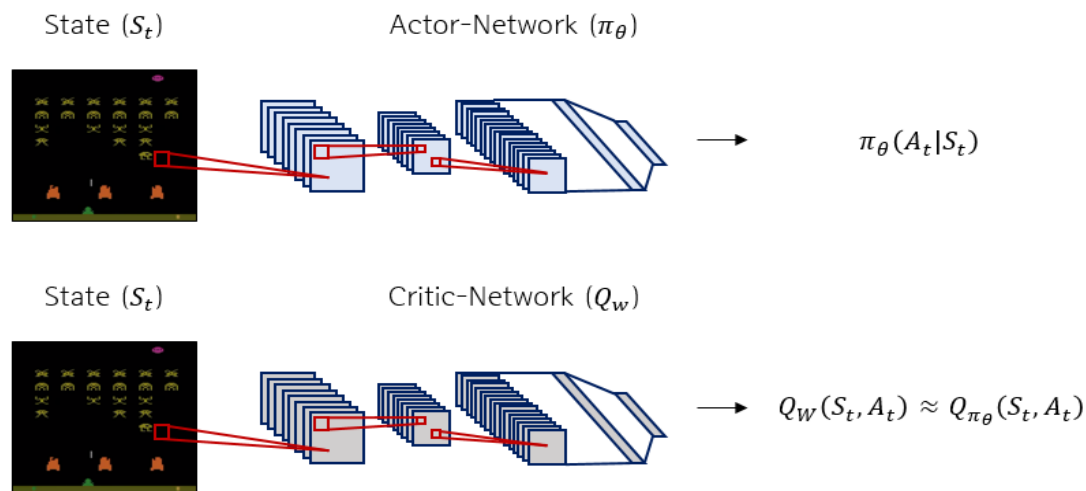 State (S_t)
Actor-Network (π_θ)
π_θ(A_t|S_t)
State (S_t)
Critic-Network (Q_w)
Q_W(S_t, A_t) ≈ Q_{π_θ}(S_t, A_t)